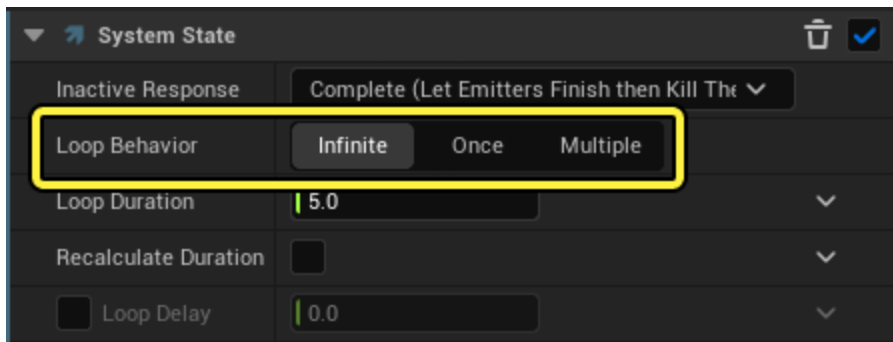 System State
Inactive Response Complete (Let Emitters Finish then Kill The
Loop Behavior Infinite Once Multiple
Loop Duration 5.0
Recalculate Duration
Loop Delay 0.0